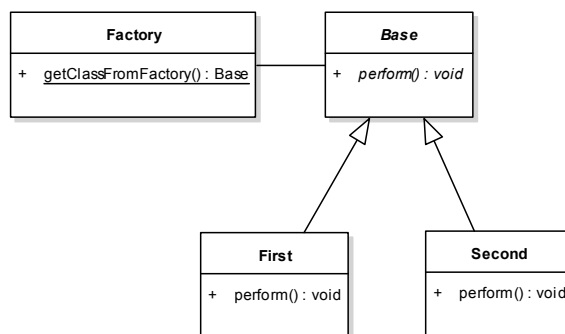 Factory
+ getClassFromFactory() : Base
Base
+ perform() : void
First
+ perform() : void
Second
+ perform() : void